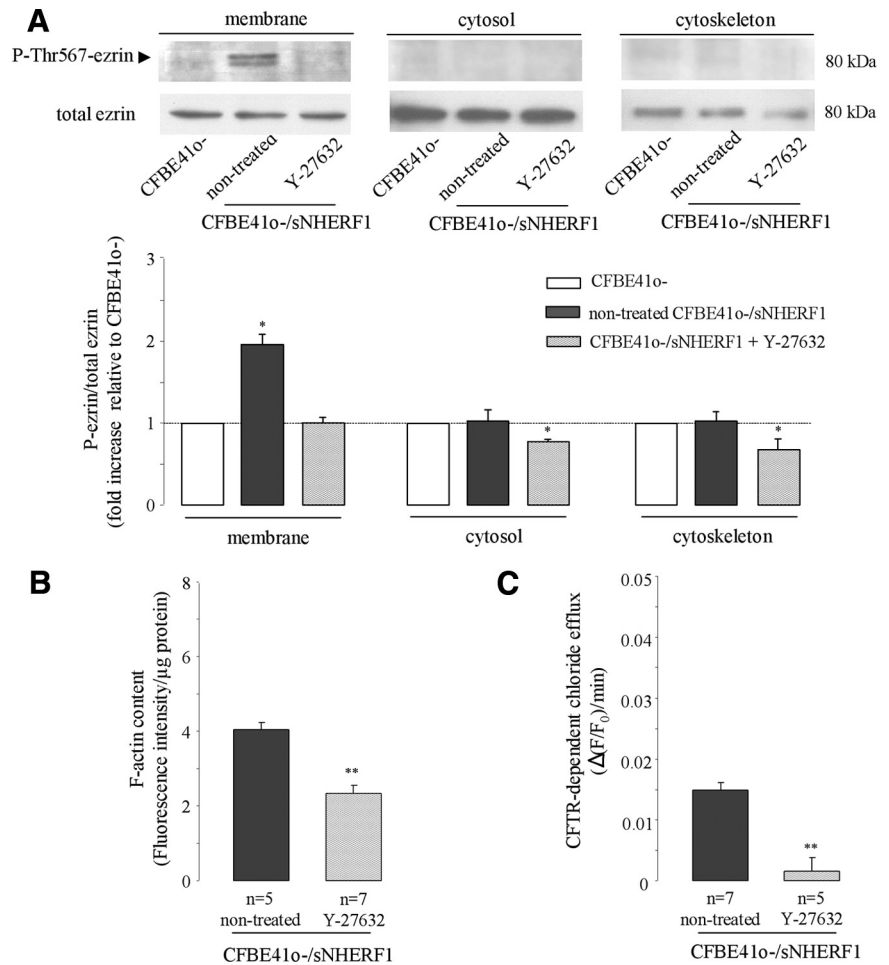 A
membrane
cytosol
cytoskeleton
P-Thr567-ezrin
80 kDa
total ezrin
80 kDa
CFBE41o-
non-treated
Y-27632
CFBE41o-
non-treated
Y-27632
CFBE41o-
non-treated
Y-27632
CFBE41o-/sNHERF1
CFBE41o-/sNHERF1
CFBE41o-/sNHERF1
P-ezrin/total ezrin
(fold increase relative to CFBE41o-)
3
2
1
0
*
*
*
CFBE41o-
non-treated CFBE41o-/sNHERF1
CFBE41o-/sNHERF1 + Y-27632
membrane
cytosol
cytoskeleton
B
F-actin content
(Fluorescence intensity/µg protein)
8
6
4
2
0
**
n=5
n=7
non-treated
Y-27632
CFBE41o-/sNHERF1
C
CFTR-dependent chloride efflux
(Δ(F/F0)/min)
0.05
0.04
0.03
0.02
0.01
0
**
n=7
n=5
non-treated
Y-27632
CFBE41o-/sNHERF1